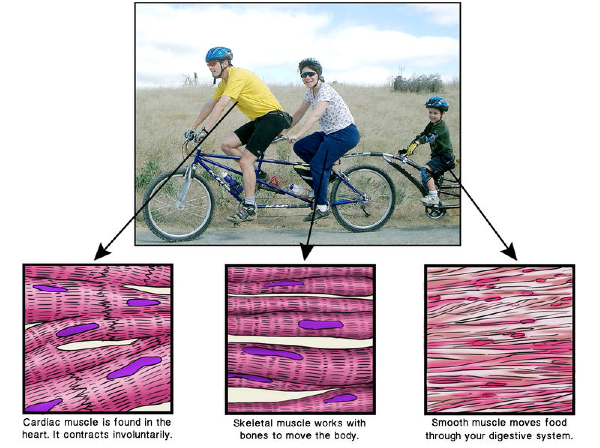 Cardiac muscle is found in the
heart. It contracts involuntarily.
Skeletal muscle works with
bones to move the body.
Smooth muscle moves food
through your digestive system.